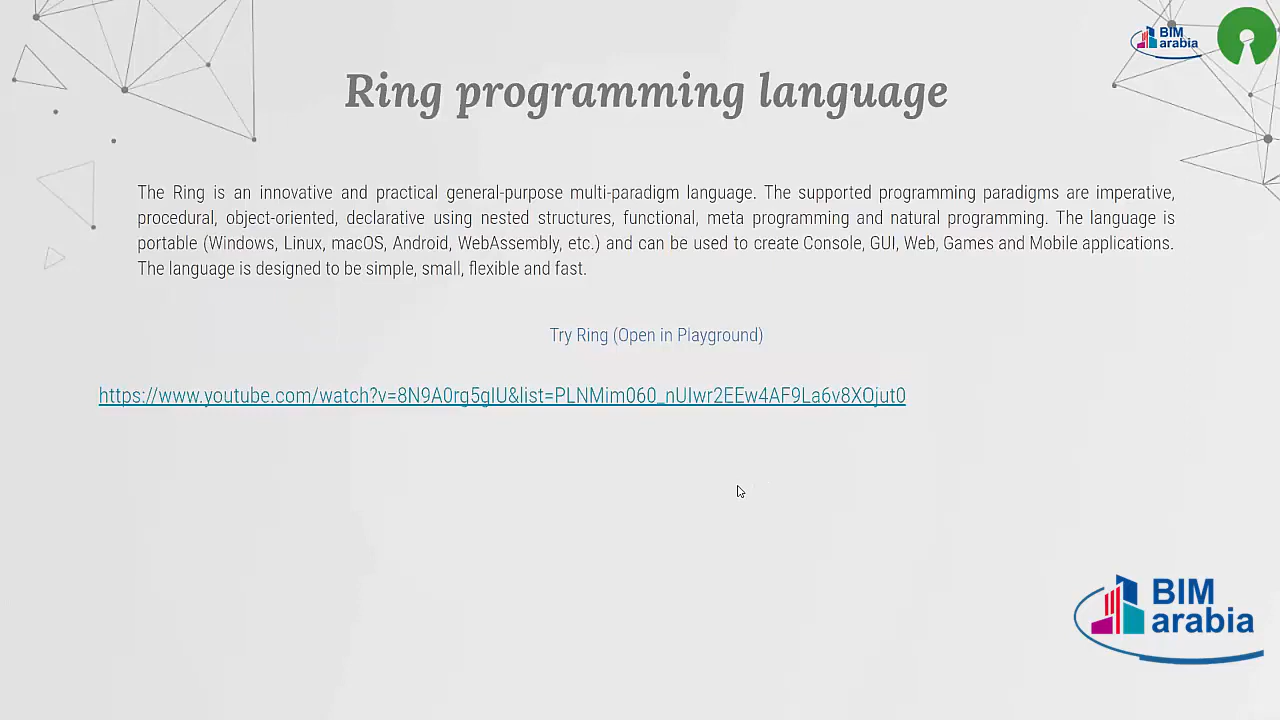 BIM
arabia
Ring programming language
The Ring is an innovative and practical general-purpose multi-paradigm language. The supported programming paradigms are imperative,
procedural, object-oriented, declarative using nested structures, functional, meta programming and natural programming. The language is
portable (Windows, Linux, macOS, Android, WebAssembly, etc.) and can be used to create Console, GUI, Web, Games and Mobile applications.
The language is designed to be simple, small, flexible and fast.
Try Ring (Open in Playground)
https://www.youtube.com/watch?v=8N9A0rg5gIU&list=PLNMim060_nUIwr2EEw4AF9La6v8XOjut0
BIM
arabia